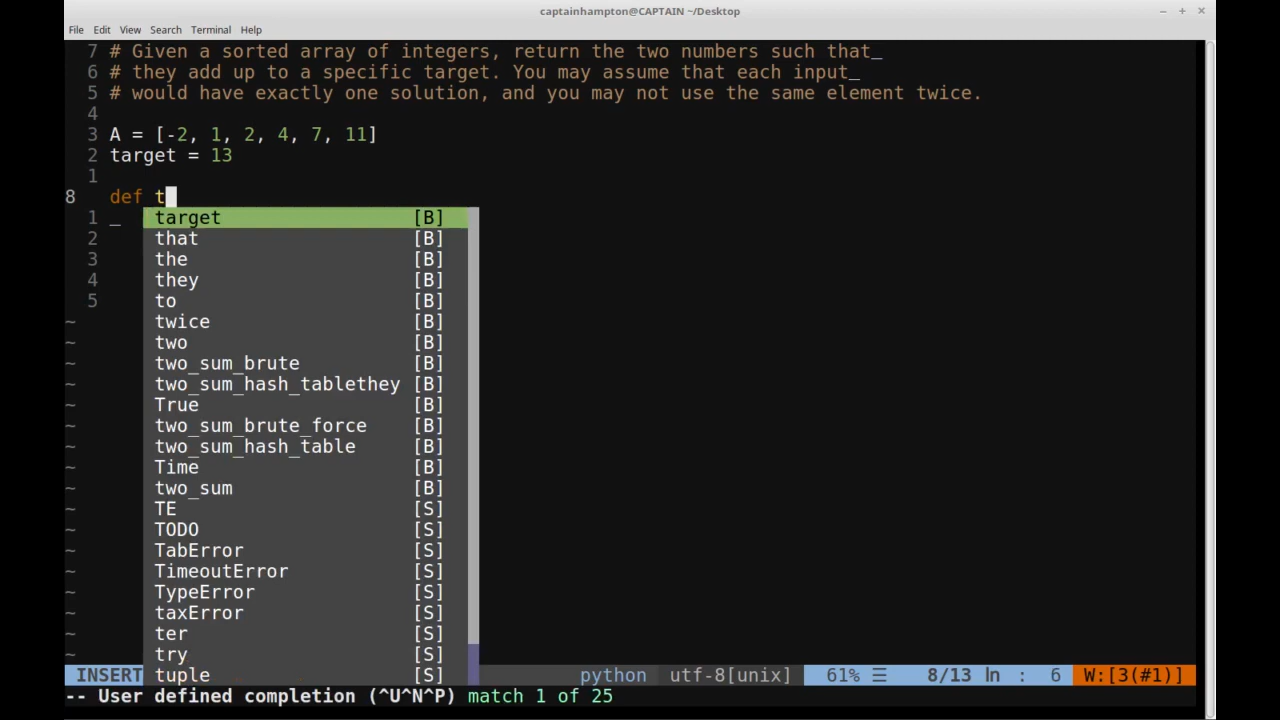 captainhampton@CAPTAIN ~/Desktop
– + ×
File Edit View Search Terminal Help
7 # Given a sorted array of integers, return the two numbers such that_
6 # they add up to a specific target. You may assume that each input_
5 # would have exactly one solution, and you may not use the same element twice.
4
3 A = [-2, 1, 2, 4, 7, 11]
2 target = 13
1
8 def t
1 _ target [B]
2 that [B]
3 the [B]
4 they [B]
5 to [B]
~ twice [B]
~ two [B]
~ two_sum_brute [B]
~ two_sum_hash_tablethey [B]
~ True [B]
~ two_sum_brute_force [B]
~ two_sum_hash_table [B]
~ Time [B]
~ two_sum [B]
~ TE [S]
~ TODO [S]
~ TabError [S]
~ TimeoutError [S]
~ TypeError [S]
~ taxError [S]
~ ter [S]
~ try [S]
INSERT tuple [S] python utf-8[unix] 61% ☰ 8/13 ln : 6 W:[3(#1)]
-- User defined completion (^U^N^P) match 1 of 25